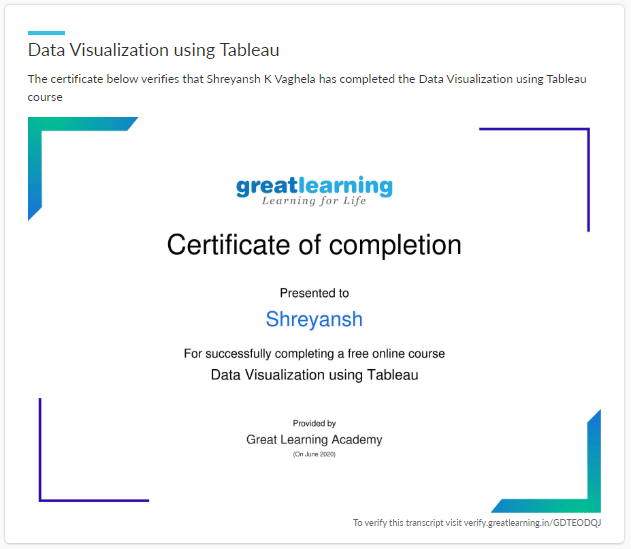 Data Visualization using Tableau
The certificate below verifies that Shreyansh K Vaghela has completed the Data Visualization using Tableau
course
greatlearning
Learning for Life
Certificate of completion
Presented to
Shreyansh
For successfully completing a free online course
Data Visualization using Tableau
Provided by
Great Learning Academy
(On June 2020)
To verify this transcript visit verify.greatlearning.in/GDTEODQJ